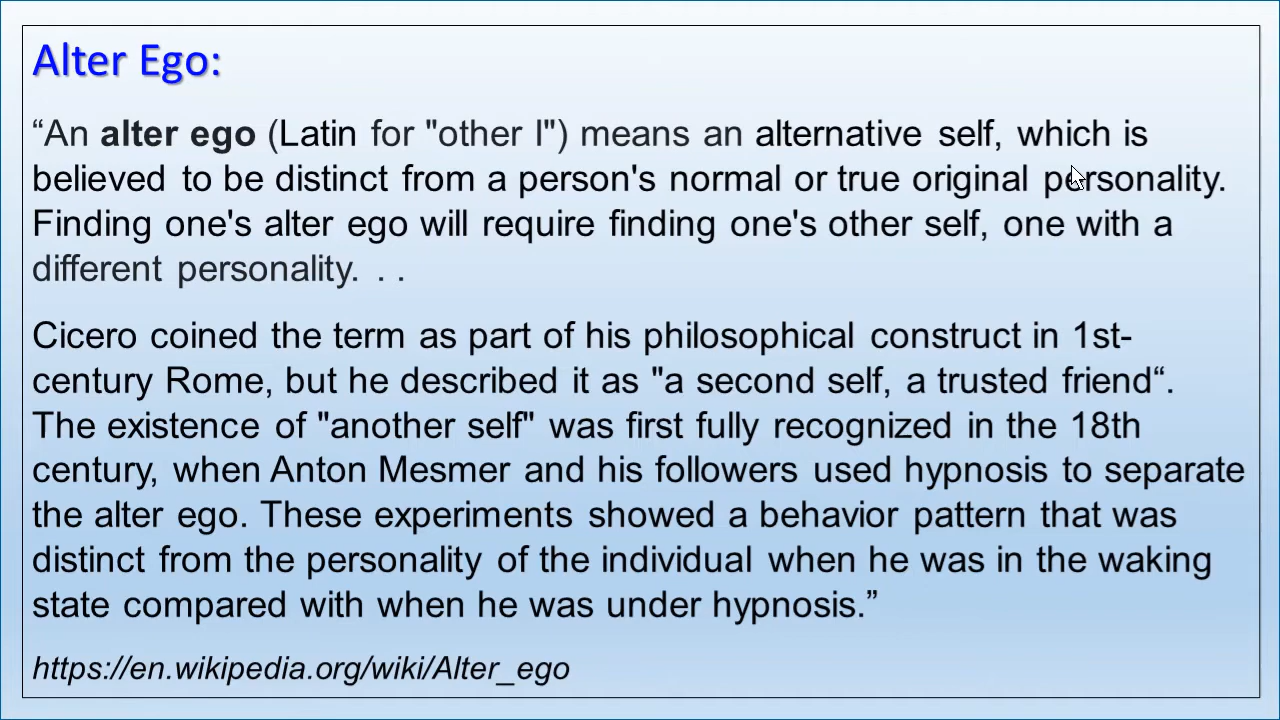 Alter Ego:
“An alter ego (Latin for "other I") means an alternative self, which is
believed to be distinct from a person's normal or true original personality.
Finding one's alter ego will require finding one's other self, one with a
different personality. . .
Cicero coined the term as part of his philosophical construct in 1st-
century Rome, but he described it as "a second self, a trusted friend“.
The existence of "another self" was first fully recognized in the 18th
century, when Anton Mesmer and his followers used hypnosis to separate
the alter ego. These experiments showed a behavior pattern that was
distinct from the personality of the individual when he was in the waking
state compared with when he was under hypnosis.”
https://en.wikipedia.org/wiki/Alter_ego